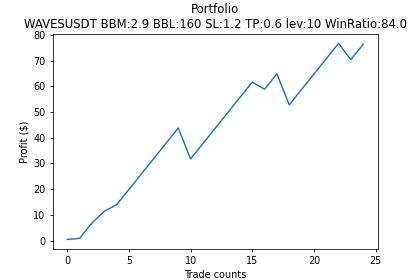 Portfolio
WAVESUSDT BBM:2.9 BBL:160 SL:1.2 TP:0.6 lev:10 WinRatio:84.0
80
70
60
50
40
30
20
10
0
Profit ($)
0 5 10 15 20 25
Trade counts